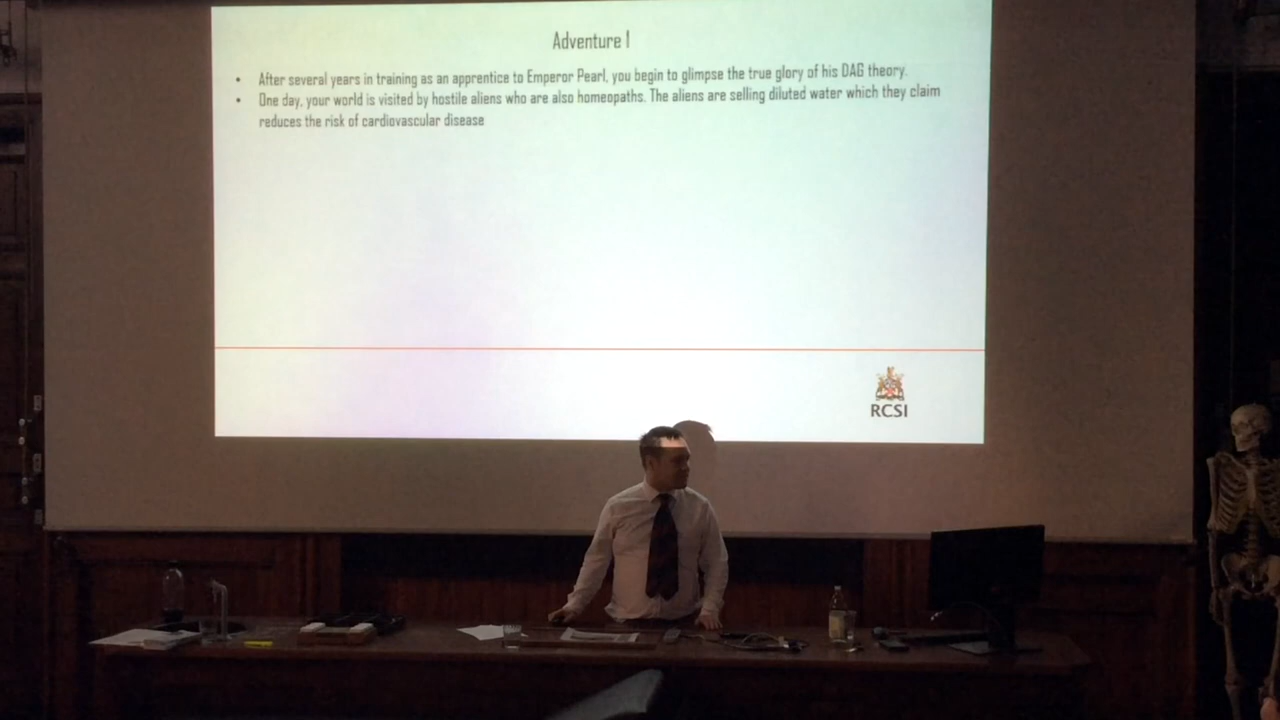 Adventure I
• After several years in training as an apprentice to Emperor Pearl, you begin to glimpse the true glory of his DAG theory.
• One day, your world is visited by hostile aliens who are also homeopaths. The aliens are selling diluted water which they claim
reduces the risk of cardiovascular disease
RCSI